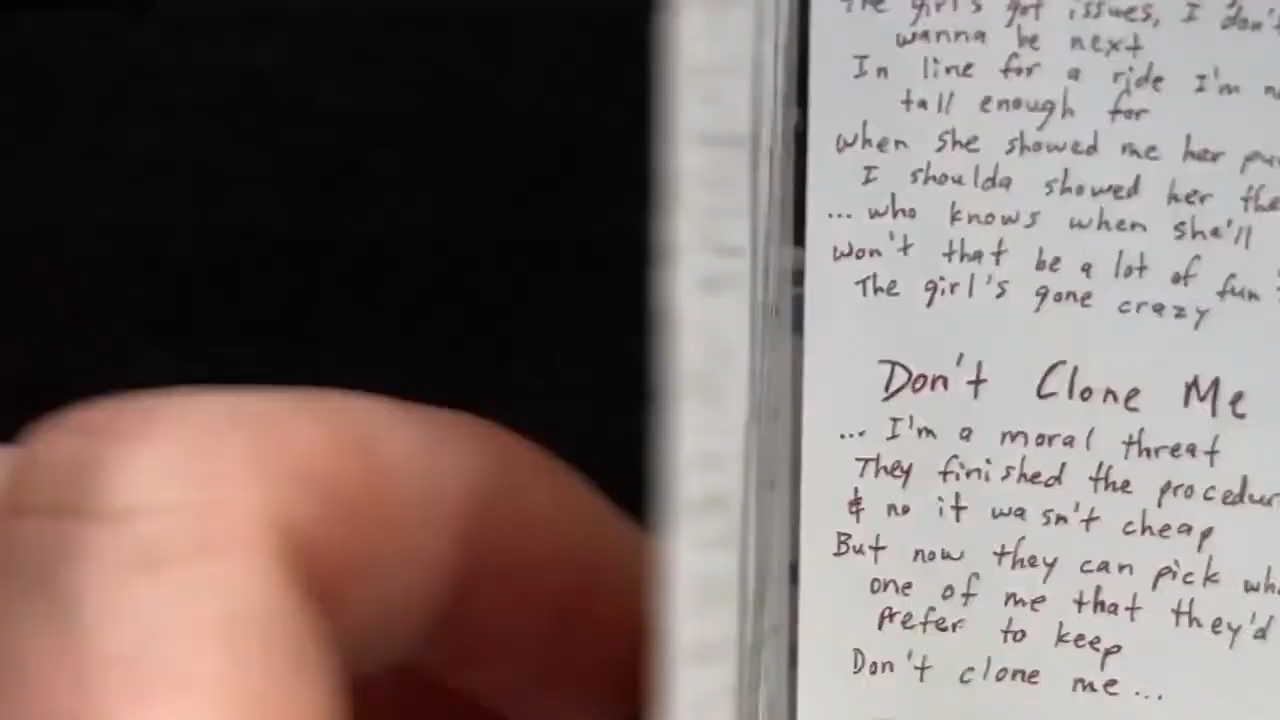 The girl's got issues, I don't
wanna be next
In line for a ride I'm
tall enough for
when she showed me her
I shoulda showed her the
... who knows when she'll
won't that be a lot of fun
The girl's gone crazy
Don't Clone Me
... I'm a moral threat
They finished the
& no it wasn't cheap
But now they can pick
one of me that they'd
prefer to keep
Don't clone me ...